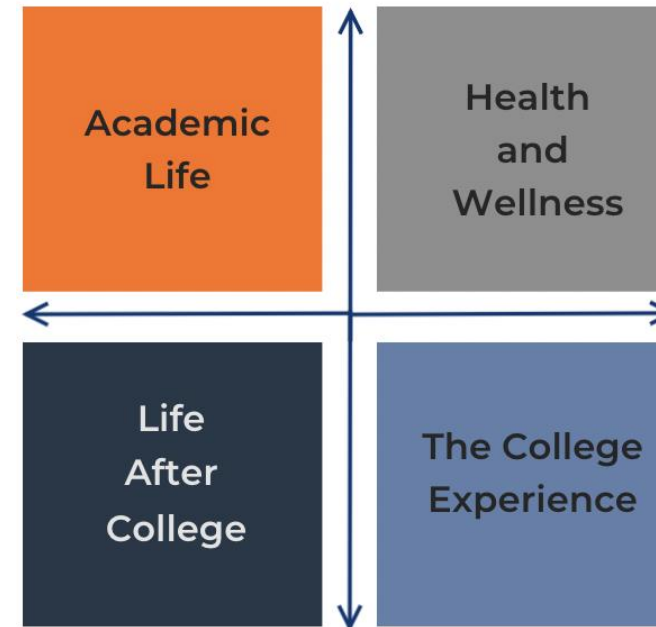 Academic
Life
Health
and
Wellness
Life
After
College
The College
Experience